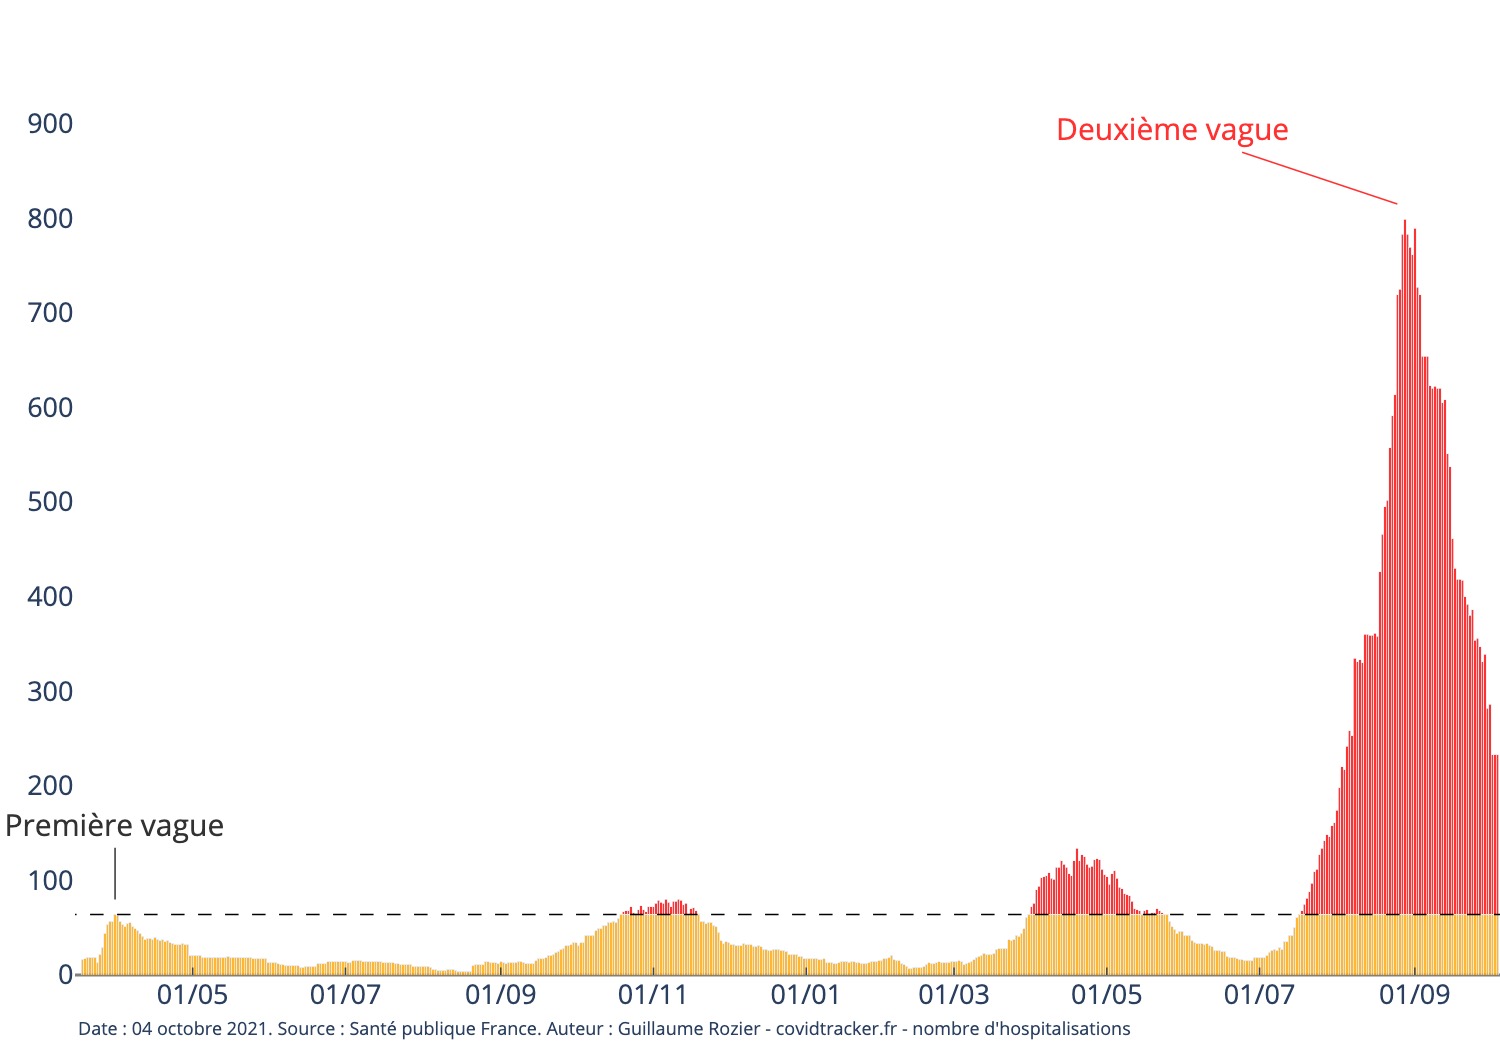 900
Deuxième vague
800
700
600
500
400
300
200
Première vague
100
0
01/05 01/07 01/09 01/11 01/01 01/03 01/05 01/07 01/09
Date : 04 octobre 2021. Source : Santé publique France. Auteur : Guillaume Rozier - covidtracker.fr - nombre d'hospitalisations